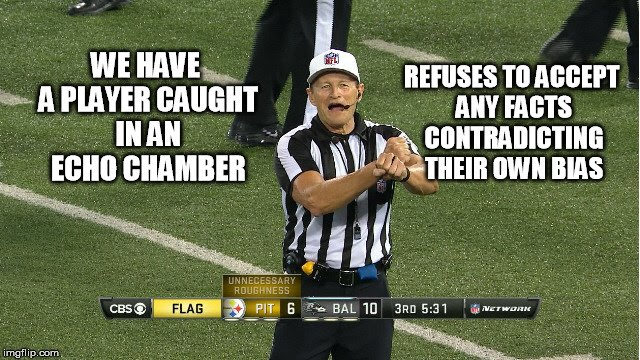 WE HAVE
A PLAYER CAUGHT
IN AN
ECHO CHAMBER
REFUSES TO ACCEPT
ANY FACTS
CONTRADICTING
THEIR OWN BIAS
NFL
UNNECESSARY
ROUGHNESS
CBS FLAG PIT 6 BAL 10 3RD 5:31 NFL NETWORK
imgflip.com